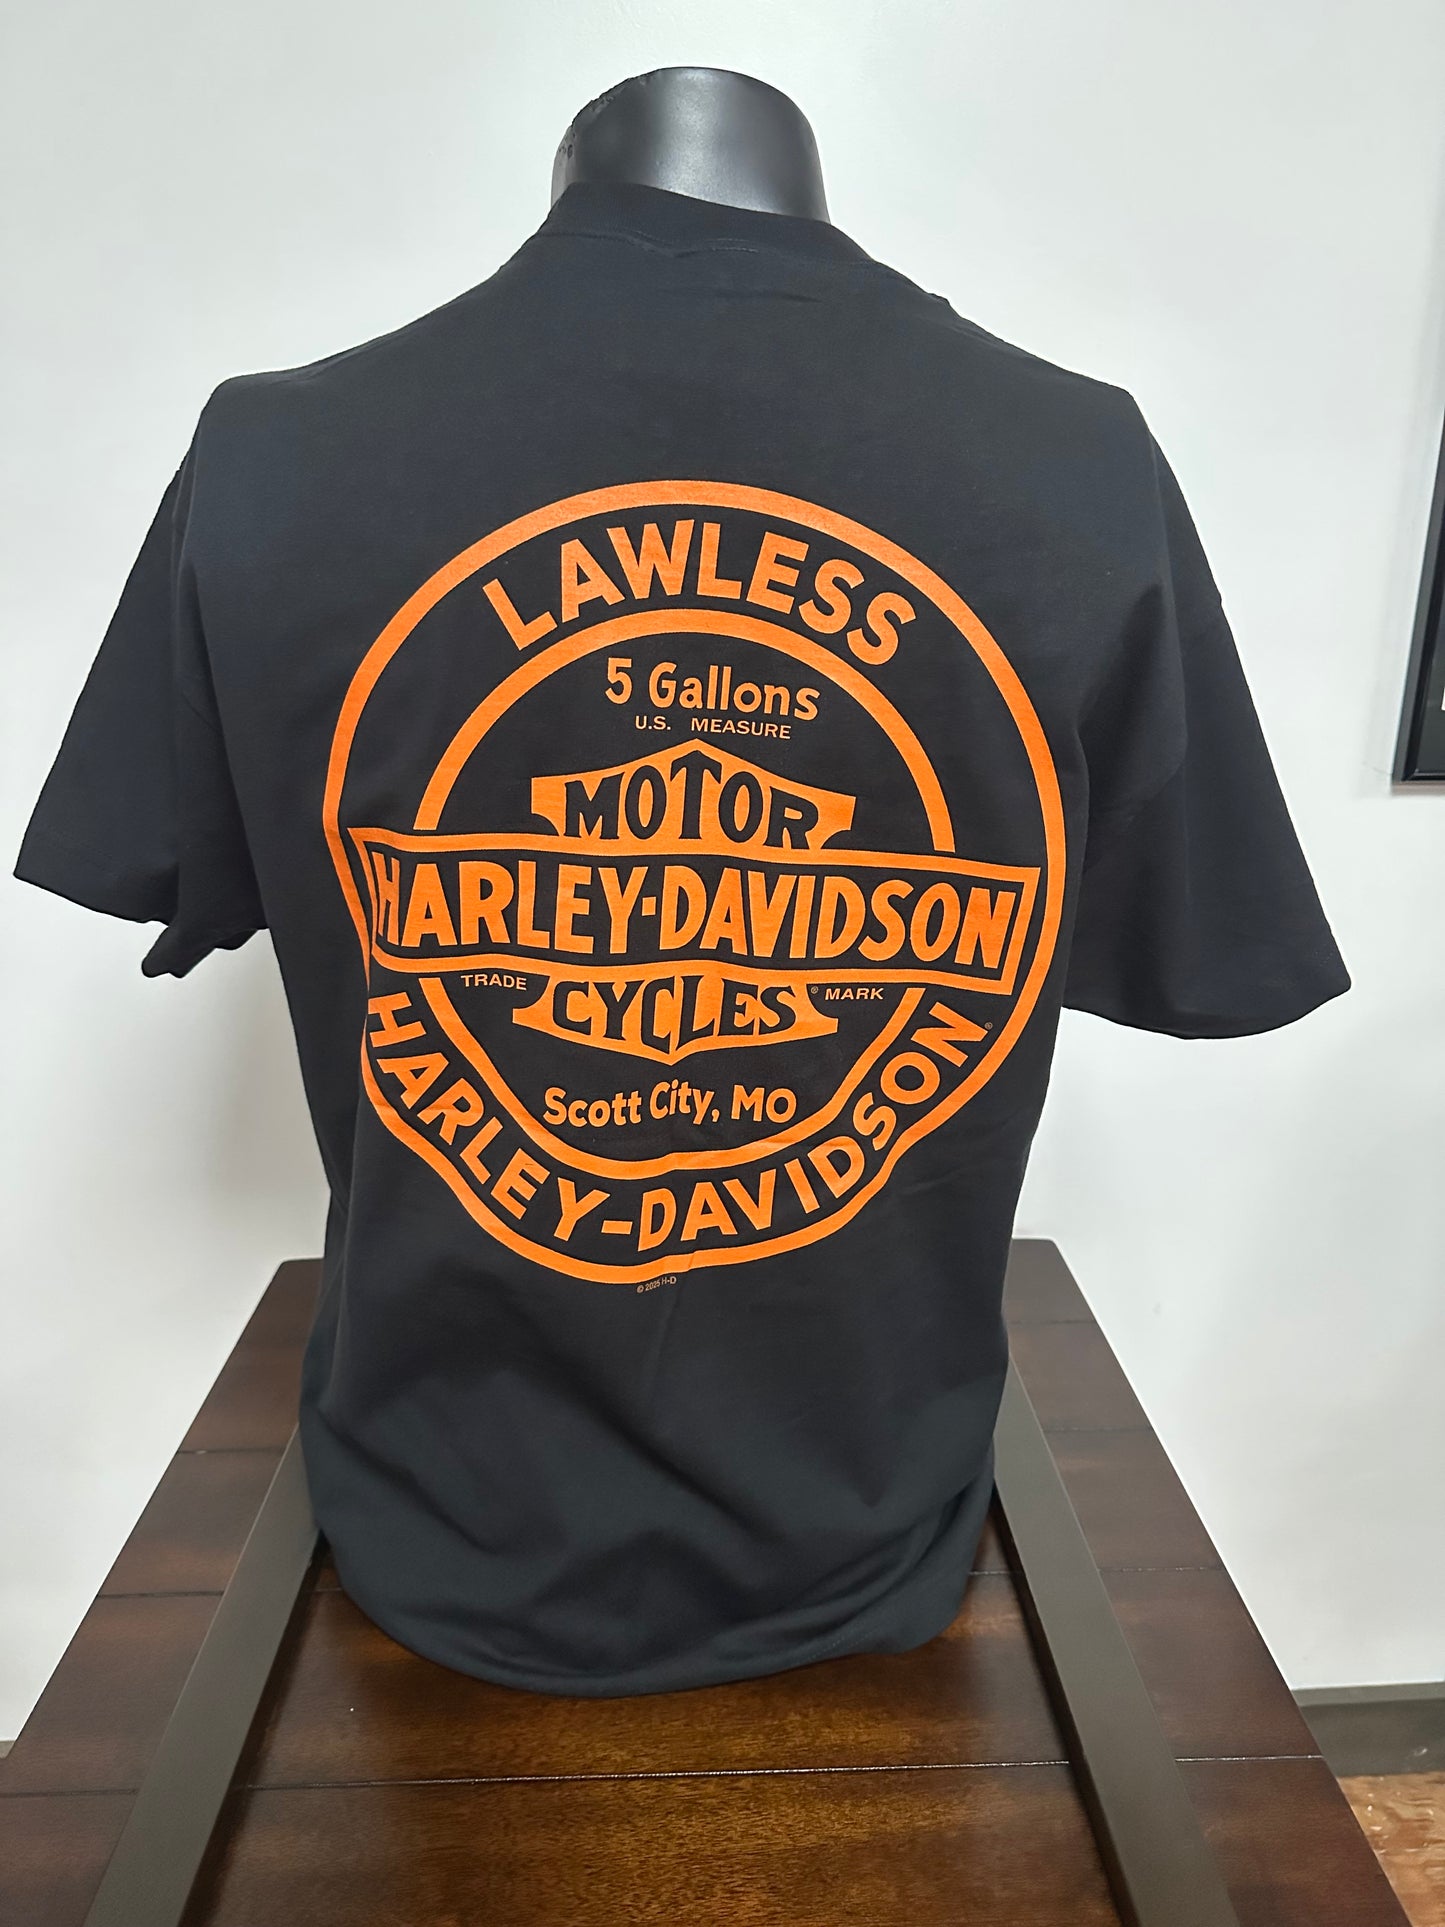 LAWLESS
5 Gallons
U.S. MEASURE
MOTOR
HARLEY-DAVIDSON
TRADE ® MARK
CYCLES
Scott City, MO
HARLEY-DAVIDSON®
© 2025 H-D